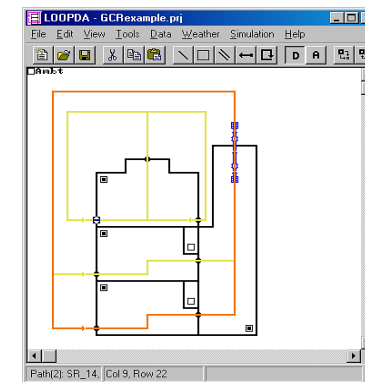 LOOPDA - GCRexample.prj
File Edit View Tools Data Weather Simulation Help
D A
Ambt
Path(2): SR_14, Col 9, Row 22